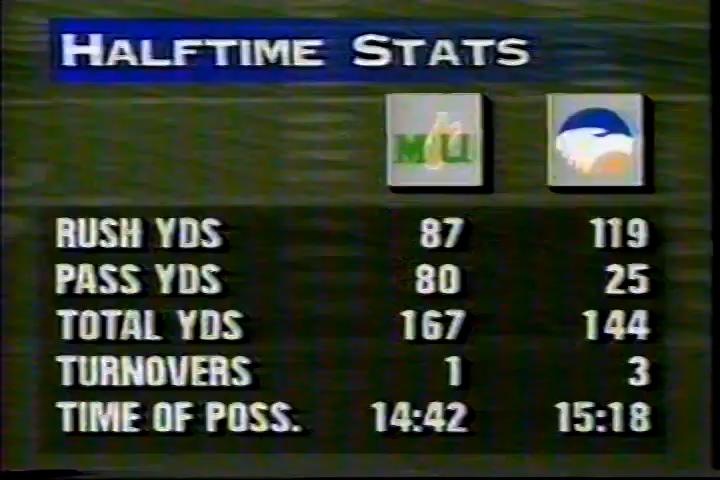 HALFTIME STATS
MU
RUSH YDS 87 119
PASS YDS 80 25
TOTAL YDS 167 144
TURNOVERS 1 3
TIME OF POSS. 14:42 15:18